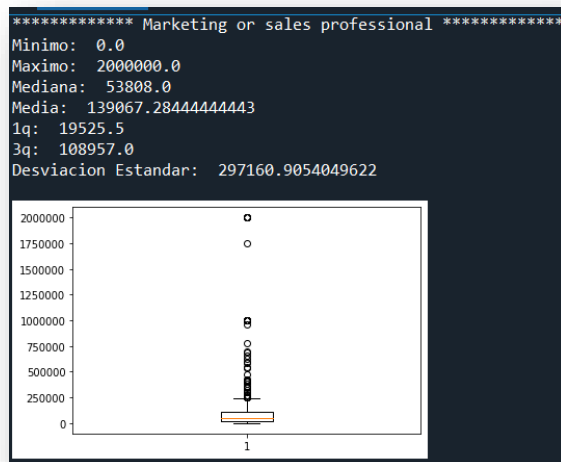 ************* Marketing or sales professional *************
Minimo:  0.0
Maximo:  2000000.0
Mediana:  53808.0
Media:  139067.28444444443
1q:  19525.5
3q:  108957.0
Desviacion Estandar:  297160.9054049622
2000000
1750000
1500000
1250000
1000000
750000
500000
250000
0
1